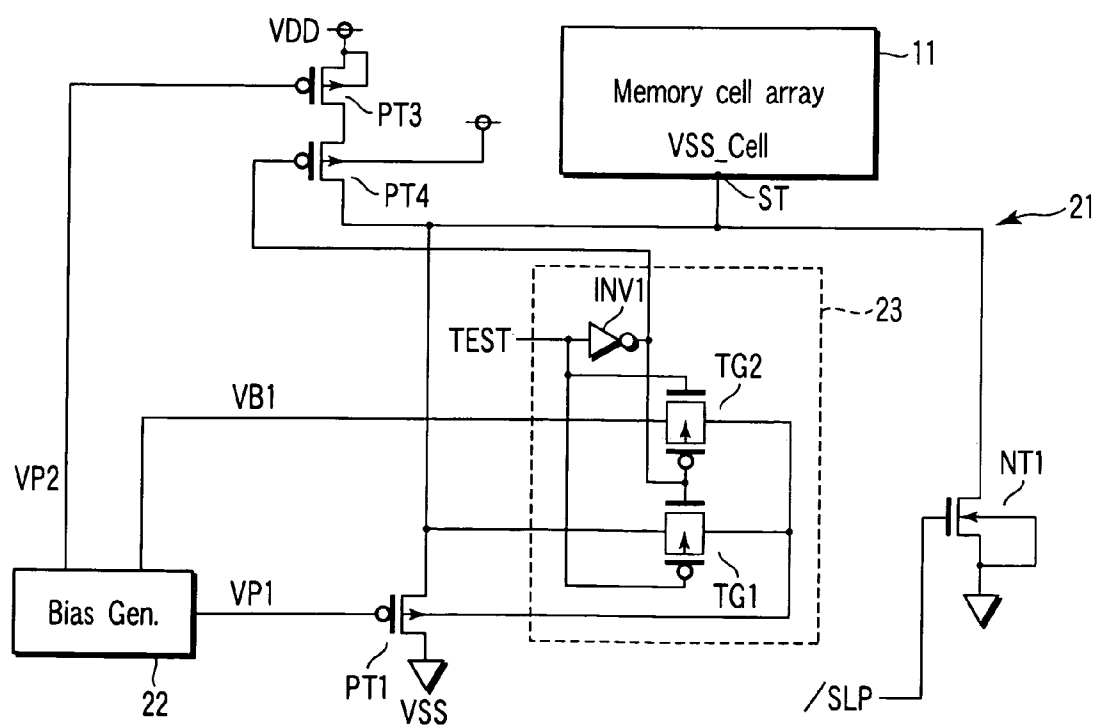 VDD
11
Memory cell array
PT3
VSS_Cell
PT4
ST
21
INV1
23
TEST
TG2
VB1
VP2
NT1
VP1
TG1
Bias Gen.
PT1
22
VSS
/SLP